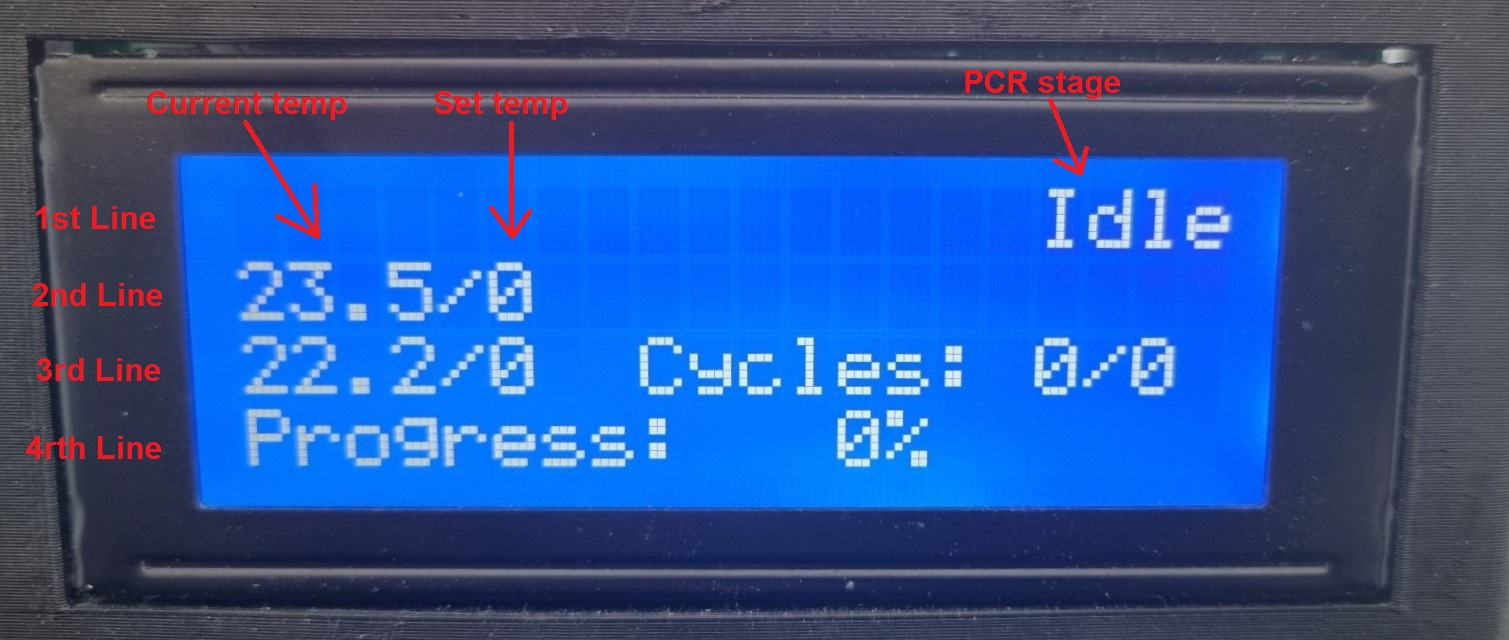 Current temp Set temp PCR stage
1st Line Idle
2nd Line 23.5/0
3rd Line 22.2/0 Cycles: 0/0
4rth Line Progress: 0%